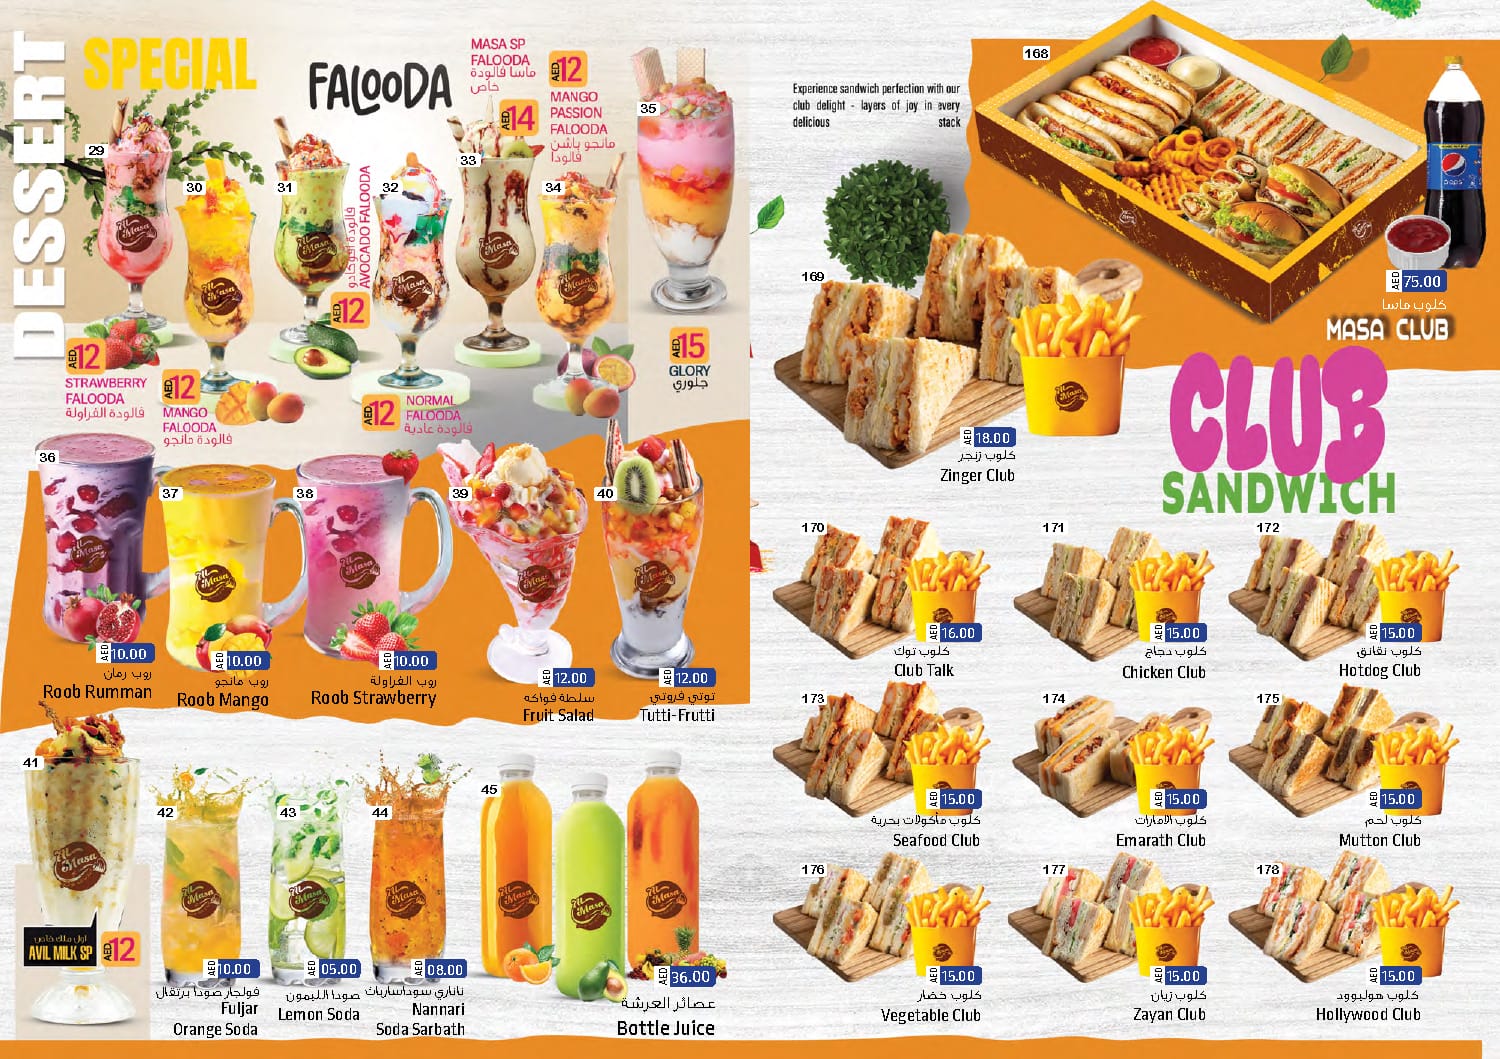 DESSERT
SPECIAL
FALOODA
29
30
31
32
33
34
35
MASA SP
FALOODA
ماسا فالودة
خاص
AED 14
AED 12
MANGO
PASSION
FALOODA
مانجو باشن
فالودا
AVOCADO FALOODA
فالودة افوكادو
AED 12
AED 12
STRAWBERRY
FALOODA
فالودة الفراولة
AED 12
MANGO
FALOODA
فالودة مانجو
AED 12
NORMAL
FALOODA
فالودة عادية
AED 15
GLORY
جلوري
36
AED 10.00
روب رمان
Roob Rumman
37
AED 10.00
روب مانجو
Roob Mango
38
AED 10.00
روب الفراولة
Roob Strawberry
39
AED 12.00
سلطة فواكه
Fruit Salad
40
AED 12.00
توتي فروتي
Tutti-Frutti
41
اول ملك خاص
AVIL MILK SP
AED 12
42
AED 10.00
فولجار صودا برتقال
Fuljar
Orange Soda
43
AED 05.00
صودا الليمون
Lemon Soda
44
AED 08.00
ناناري سوداساربات
Nannari
Soda Sarbath
45
AED 36.00
عصائر العرشة
Bottle Juice
Al Masa
Experience sandwich perfection with our
club delight - layers of joy in every
delicious stack
168
pepsi
AED 75.00
كلوب ماسا
MASA CLUB
CLUB
SANDWICH
169
AED 18.00
كلوب زنجر
Zinger Club
170
AED 16.00
كلوب توك
Club Talk
171
AED 15.00
كلوب دجاج
Chicken Club
172
AED 15.00
كلوب نقانق
Hotdog Club
173
AED 15.00
كلوب مأكولات بحرية
Seafood Club
174
AED 15.00
كلوب الامارات
Emarath Club
175
AED 15.00
كلوب لحم
Mutton Club
176
AED 15.00
كلوب خضار
Vegetable Club
177
AED 15.00
كلوب زيان
Zayan Club
178
AED 15.00
كلوب هوليوود
Hollywood Club